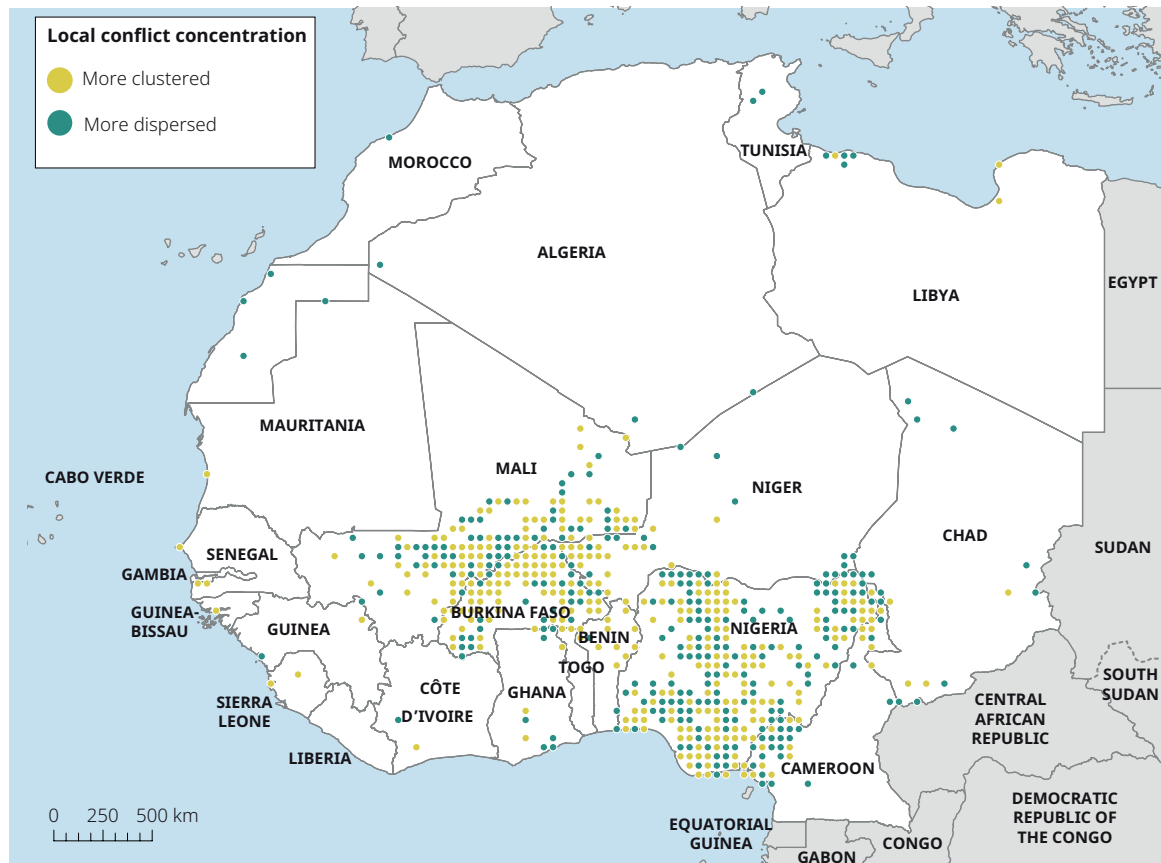 Local conflict concentration
More clustered
More dispersed
MOROCCO
TUNISIA
ALGERIA
LIBYA
EGYPT
MAURITANIA
CABO VERDE
MALI
NIGER
CHAD
SUDAN
SENEGAL
GAMBIA
GUINEA-
BISSAU
GUINEA
BURKINA FASO
BENIN
NIGERIA
TOGO
SIERRA
LEONE
CÔTE
D'IVOIRE
GHANA
LIBERIA
SOUTH
SUDAN
CENTRAL
AFRICAN
REPUBLIC
CAMEROON
EQUATORIAL
GUINEA
GABON
CONGO
DEMOCRATIC
REPUBLIC OF
THE CONGO
0 250 500 km